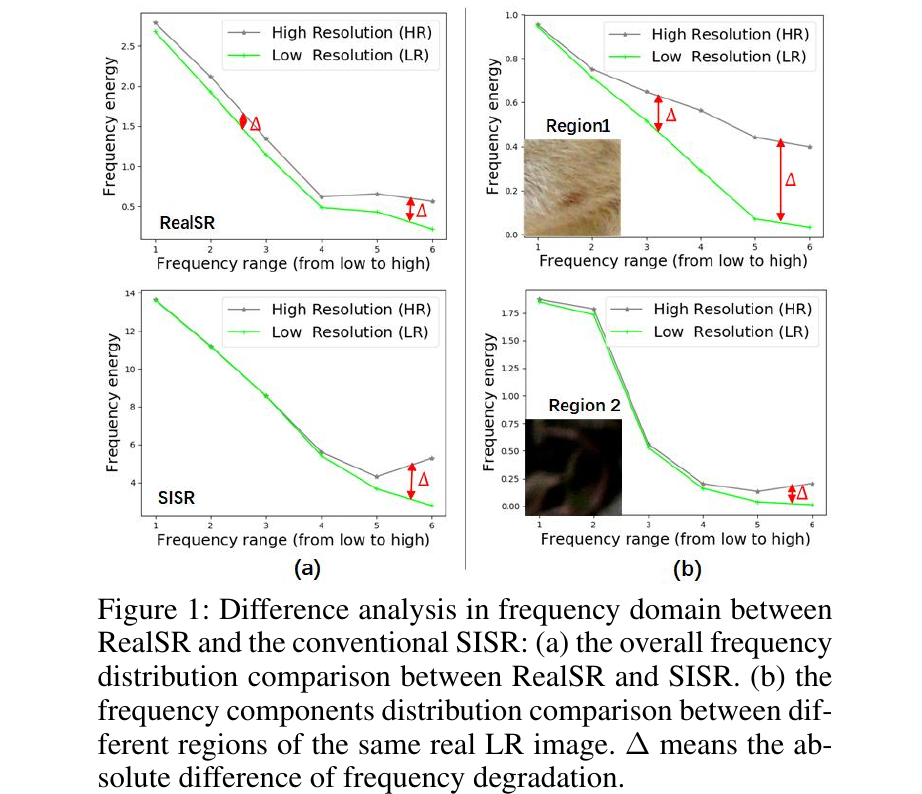 High Resolution (HR)
Low Resolution (LR)
Frequency energy
2.5
2.0
1.5
1.0
0.5
Δ
Δ
RealSR
1 2 3 4 5 6
Frequency range (from low to high)
High Resolution (HR)
Low Resolution (LR)
Frequency energy
1.0
0.8
0.6
0.4
0.2
0.0
Δ
Δ
Region1
1 2 3 4 5 6
Frequency range (from low to high)
High Resolution (HR)
Low Resolution (LR)
Frequency energy
14
12
10
8
6
4
Δ
SISR
1 2 3 4 5 6
Frequency range (from low to high)
(a)
High Resolution (HR)
Low Resolution (LR)
Frequency energy
1.75
1.50
1.25
1.00
0.75
0.50
0.25
0.00
Region 2
Δ
1 2 3 4 5 6
Frequency range (from low to high)
(b)
Figure 1: Difference analysis in frequency domain between
RealSR and the conventional SISR: (a) the overall frequency
distribution comparison between RealSR and SISR. (b) the
frequency components distribution comparison between dif-
ferent regions of the same real LR image. Δ means the ab-
solute difference of frequency degradation.